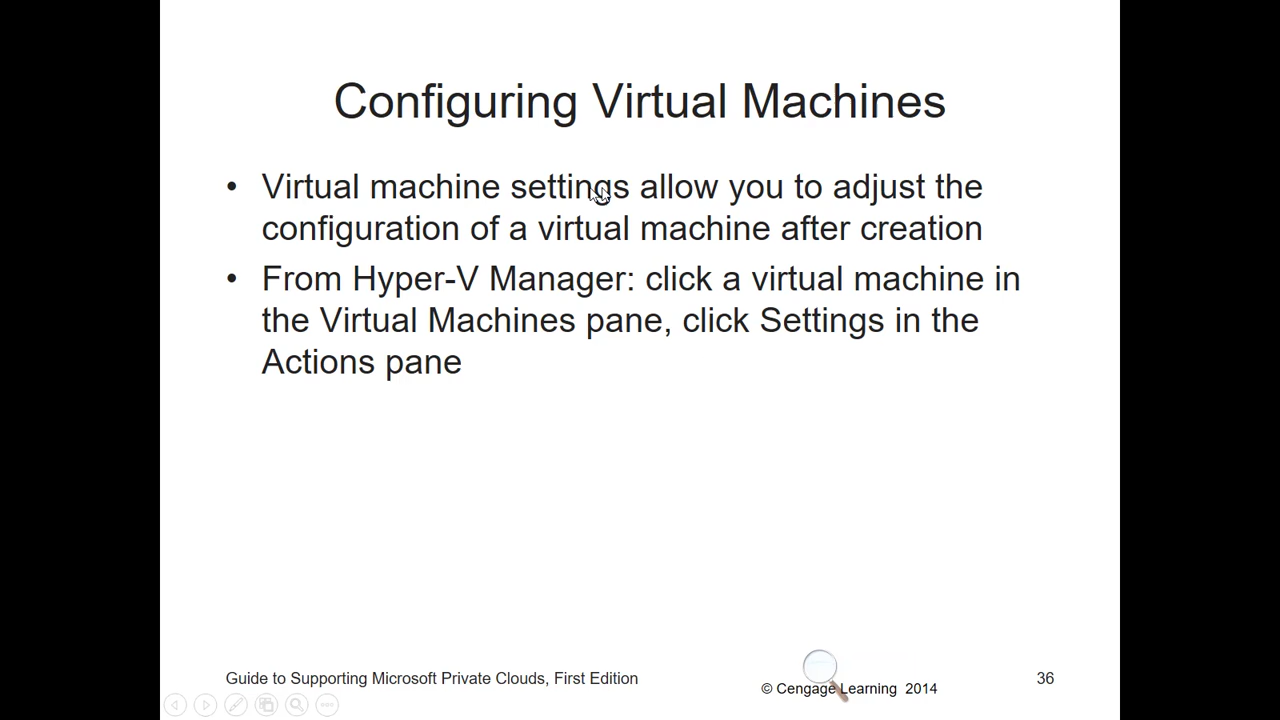 Configuring Virtual Machines
• Virtual machine settings allow you to adjust the
configuration of a virtual machine after creation
• From Hyper-V Manager: click a virtual machine in
the Virtual Machines pane, click Settings in the
Actions pane
Guide to Supporting Microsoft Private Clouds, First Edition
© Cengage Learning 2014
36